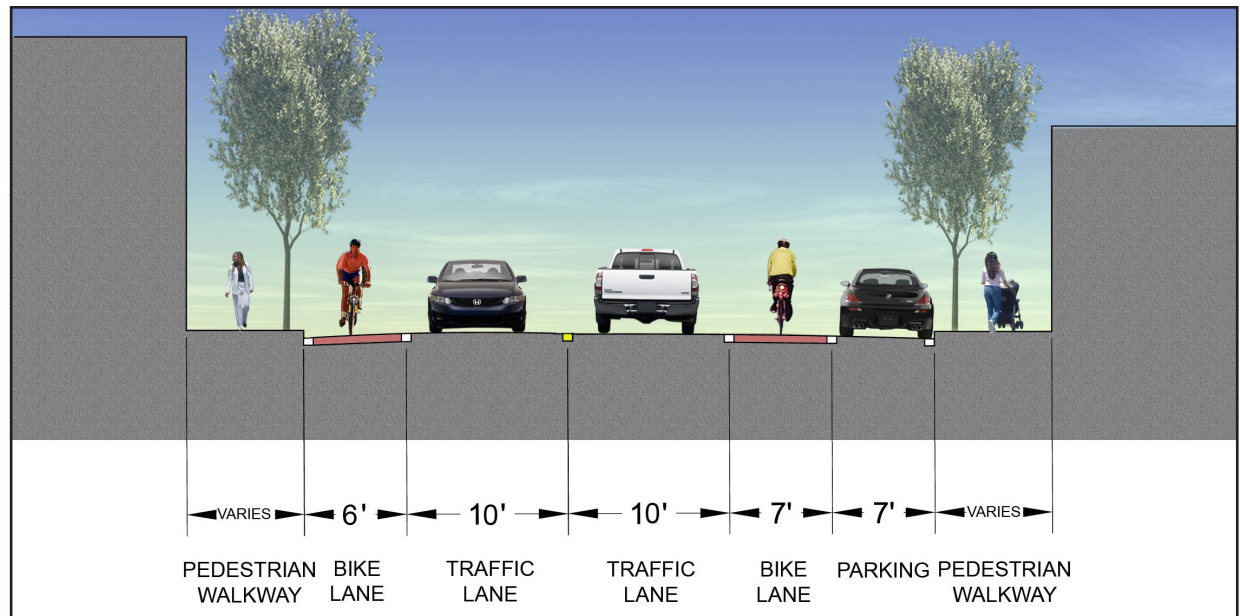 VARIES 6' 10' 10' 7' 7' VARIES
PEDESTRIAN WALKWAY
BIKE LANE
TRAFFIC LANE
TRAFFIC LANE
BIKE LANE
PARKING
PEDESTRIAN WALKWAY